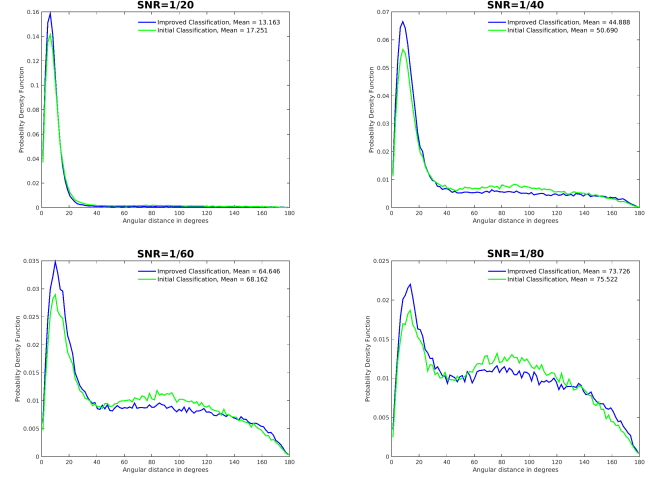 SNR=1/20
Improved Classification, Mean = 13.163
Initial Classification, Mean = 17.251
Probability Density Function
0.16
0.14
0.12
0.1
0.08
0.06
0.04
0.02
0
0 20 40 60 80 100 120 140 160 180
Angular distance in degrees
SNR=1/40
Improved Classification, Mean = 44.888
Initial Classification, Mean = 50.690
Probability Density Function
0.07
0.06
0.05
0.04
0.03
0.02
0.01
0
0 20 40 60 80 100 120 140 160 180
Angular distance in degrees
SNR=1/60
Improved Classification, Mean = 64.646
Initial Classification, Mean = 68.162
Probability Density Function
0.035
0.03
0.025
0.02
0.015
0.01
0.005
0
0 20 40 60 80 100 120 140 160 180
Angular distance in degrees
SNR=1/80
Improved Classification, Mean = 73.726
Initial Classification, Mean = 75.522
Probability Density Function
0.025
0.02
0.015
0.01
0.005
0
0 20 40 60 80 100 120 140 160 180
Angular distance in degrees